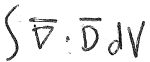 ∫ ∇̅ · D̅ dV